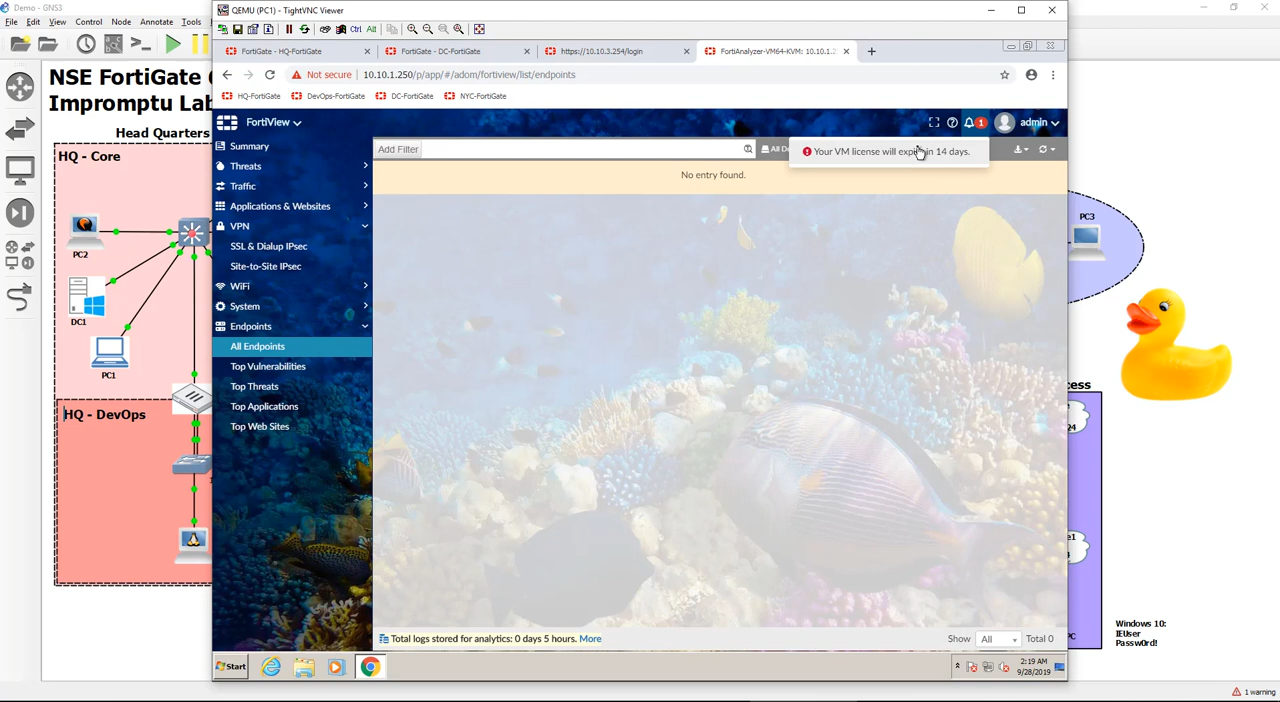 Demo - GNS3
File Edit View Control Node Annotate Tools
NSE FortiGate
Impromptu Lab
Head Quarters
HQ - Core
PC2
DC1
PC1
HQ - DevOps
QEMU (PC1) - TightVNC Viewer
Ctrl Alt
FortiGate - HQ-FortiGate
FortiGate - DC-FortiGate
https://10.10.3.254/login
FortiAnalyzer-VM64-KVM: 10.10.1.2
Not secure 10.10.1.250/p/app/#/adom/fortiview/list/endpoints
HQ-FortiGate DevOps-FortiGate DC-FortiGate NYC-FortiGate
FortiView
1 admin
Summary
Threats
Traffic
Applications & Websites
VPN
SSL & Dialup IPsec
Site-to-Site IPsec
WiFi
System
Endpoints
All Endpoints
Top Vulnerabilities
Top Threats
Top Applications
Top Web Sites
Add Filter
Your VM license will expire in 14 days.
No entry found.
Total logs stored for analytics: 0 days 5 hours. More
Show All Total 0
Start
2:19 AM
9/28/2019
PC3
Windows 10:
IEUser
Passw0rd!
1 warning